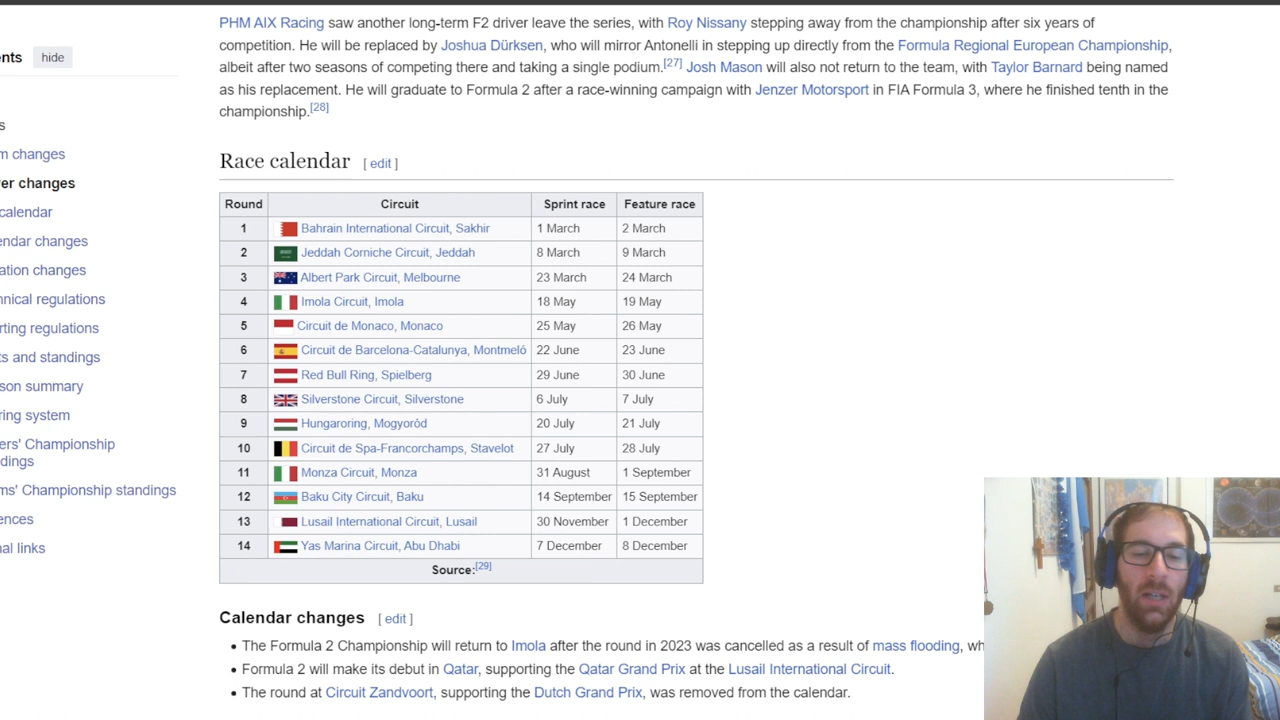 PHM AIX Racing saw another long-term F2 driver leave the series, with Roy Nissany stepping away from the championship after six years of
competition. He will be replaced by Joshua Dürksen, who will mirror Antonelli in stepping up directly from the Formula Regional European Championship,
albeit after two seasons of competing there and taking a single podium.[27] Josh Mason will also not return to the team, with Taylor Barnard being named
as his replacement. He will graduate to Formula 2 after a race-winning campaign with Jenzer Motorsport in FIA Formula 3, where he finished tenth in the
championship.[28]
ents hide
s
m changes
er changes
calendar
endar changes
ation changes
hnical regulations
rting regulations
ts and standings
son summary
ring system
ers' Championship
dings
ms' Championship standings
ences
nal links
Race calendar [ edit ]
Round Circuit Sprint race Feature race
1 Bahrain International Circuit, Sakhir 1 March 2 March
2 Jeddah Corniche Circuit, Jeddah 8 March 9 March
3 Albert Park Circuit, Melbourne 23 March 24 March
4 Imola Circuit, Imola 18 May 19 May
5 Circuit de Monaco, Monaco 25 May 26 May
6 Circuit de Barcelona-Catalunya, Montmeló 22 June 23 June
7 Red Bull Ring, Spielberg 29 June 30 June
8 Silverstone Circuit, Silverstone 6 July 7 July
9 Hungaroring, Mogyoród 20 July 21 July
10 Circuit de Spa-Francorchamps, Stavelot 27 July 28 July
11 Monza Circuit, Monza 31 August 1 September
12 Baku City Circuit, Baku 14 September 15 September
13 Lusail International Circuit, Lusail 30 November 1 December
14 Yas Marina Circuit, Abu Dhabi 7 December 8 December
Source:[29]
Calendar changes [ edit ]
• The Formula 2 Championship will return to Imola after the round in 2023 was cancelled as a result of mass flooding, wh
• Formula 2 will make its debut in Qatar, supporting the Qatar Grand Prix at the Lusail International Circuit.
• The round at Circuit Zandvoort, supporting the Dutch Grand Prix, was removed from the calendar.